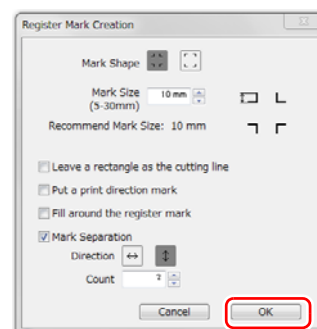 Register Mark Creation
Mark Shape
Mark Size 10 mm
(5-30mm)
Recommend Mark Size: 10 mm
Leave a rectangle as the cutting line
Put a print direction mark
Fill around the register mark
Mark Separation
Direction
Count 2
Cancel OK